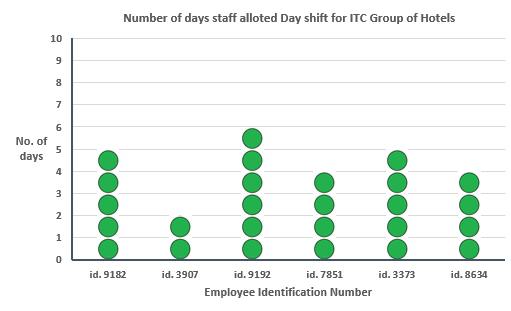 Number of days staff alloted Day shift for ITC Group of Hotels
10
9
8
7
6
5
4
3
2
1
0
No. of
days
id. 9182 id. 3907 id. 9192 id. 7851 id. 3373 id. 8634
Employee Identification Number